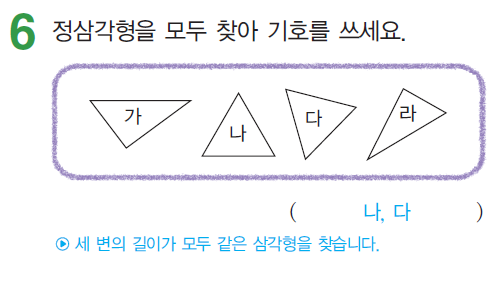 6 정삼각형을 모두 찾아 기호를 쓰세요.
가 나 다 라
( 나, 다 )
▶ 세 변의 길이가 모두 같은 삼각형을 찾습니다.